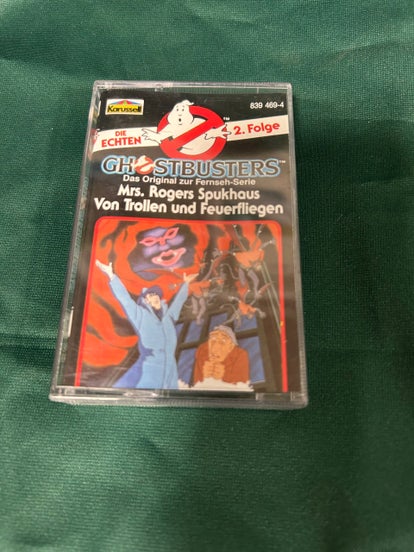 Karussell
839 469-4
DIE
ECHTEN
2. Folge
GHOSTBUSTERS™
Das Original zur Fernseh-Serie
Mrs. Rogers Spukhaus
Von Trollen und Feuerfliegen